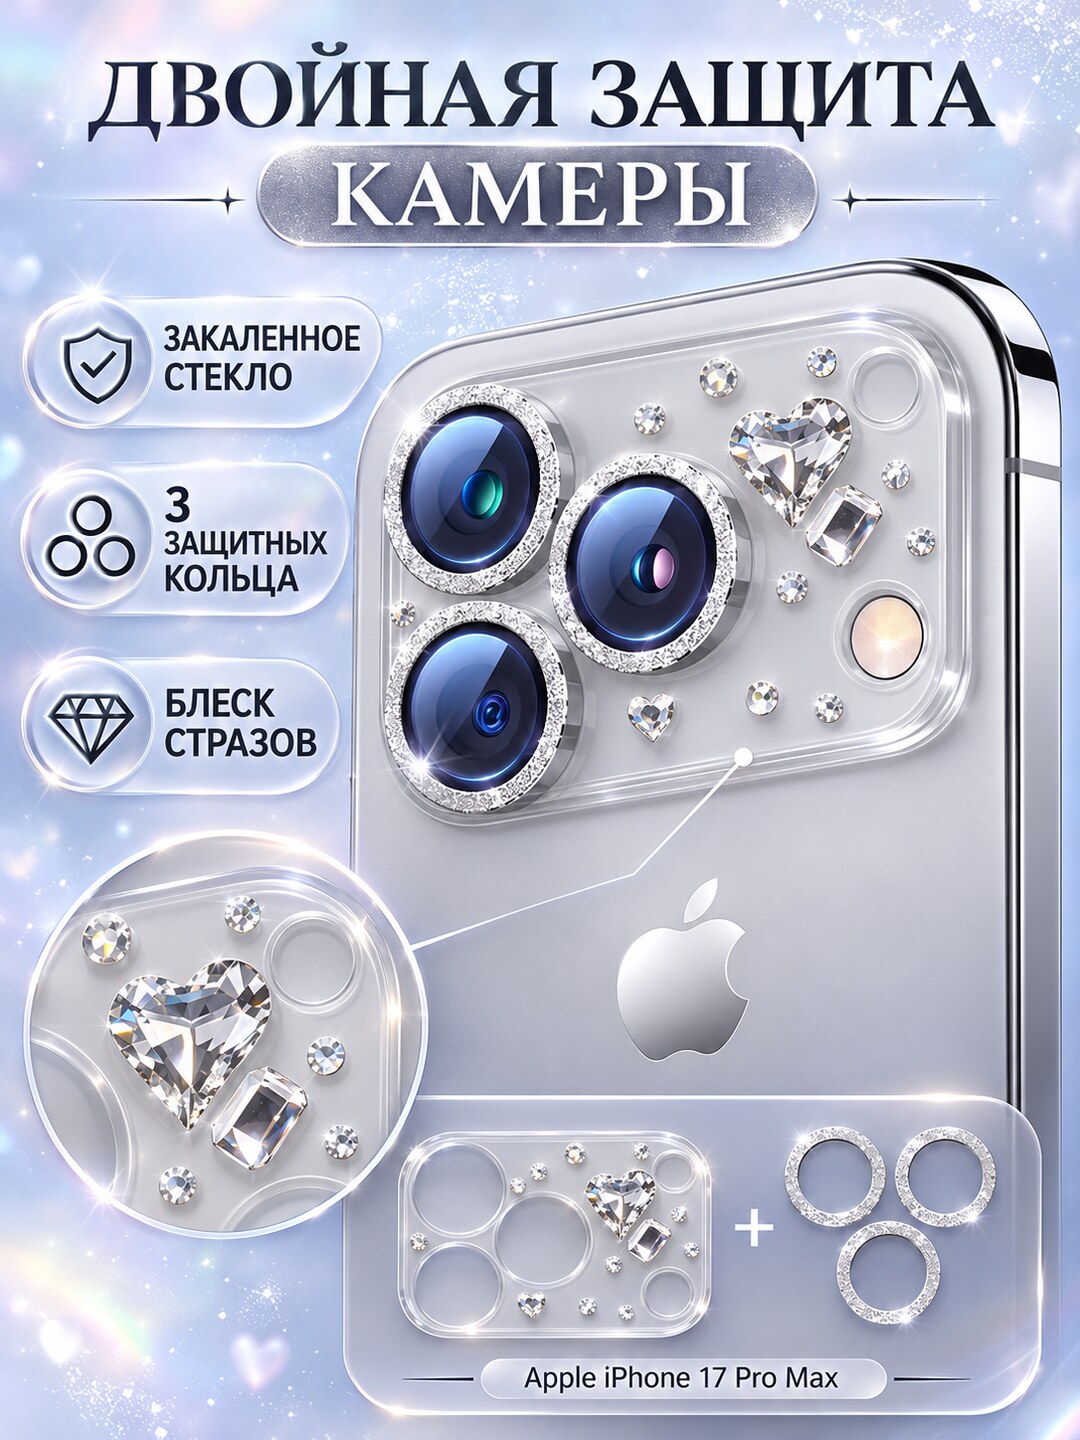 ДВОЙНАЯ ЗАЩИТА
КАМЕРЫ
ЗАКАЛЕННОЕ
СТЕКЛО
3
ЗАЩИТНЫХ
КОЛЬЦА
БЛЕСК
СТРАЗОВ
+
Apple iPhone 17 Pro Max